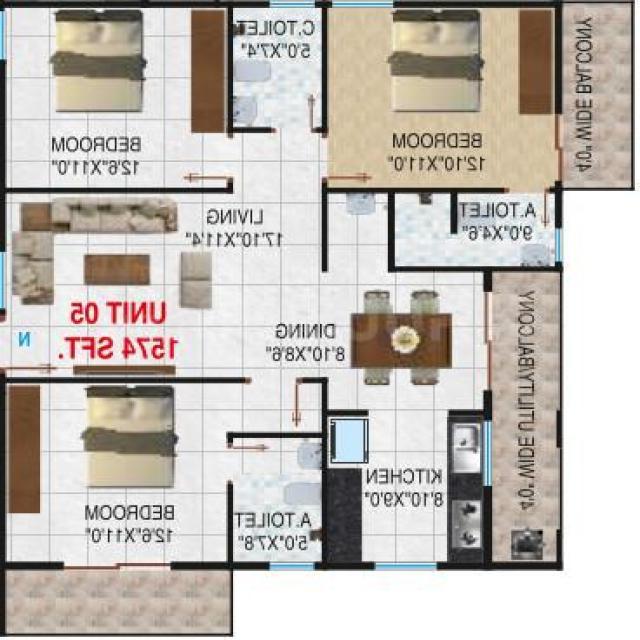 C.TOILET
5'0"X7'4"
4'0" WIDE BALCONY
BEDROOM
12'6"X11'0"
BEDROOM
12'10"X11'0"
A.TOILET
9'0"X4'6"
LIVING
17'10"X11'4"
UNIT 05
1574 SFT.
N
DINING
8'10"X8'6"
4'0" WIDE UTILITY/BALCONY
KITCHEN
8'10"X9'0"
BEDROOM
12'6"X11'0"
A.TOILET
5'0"X7'8"